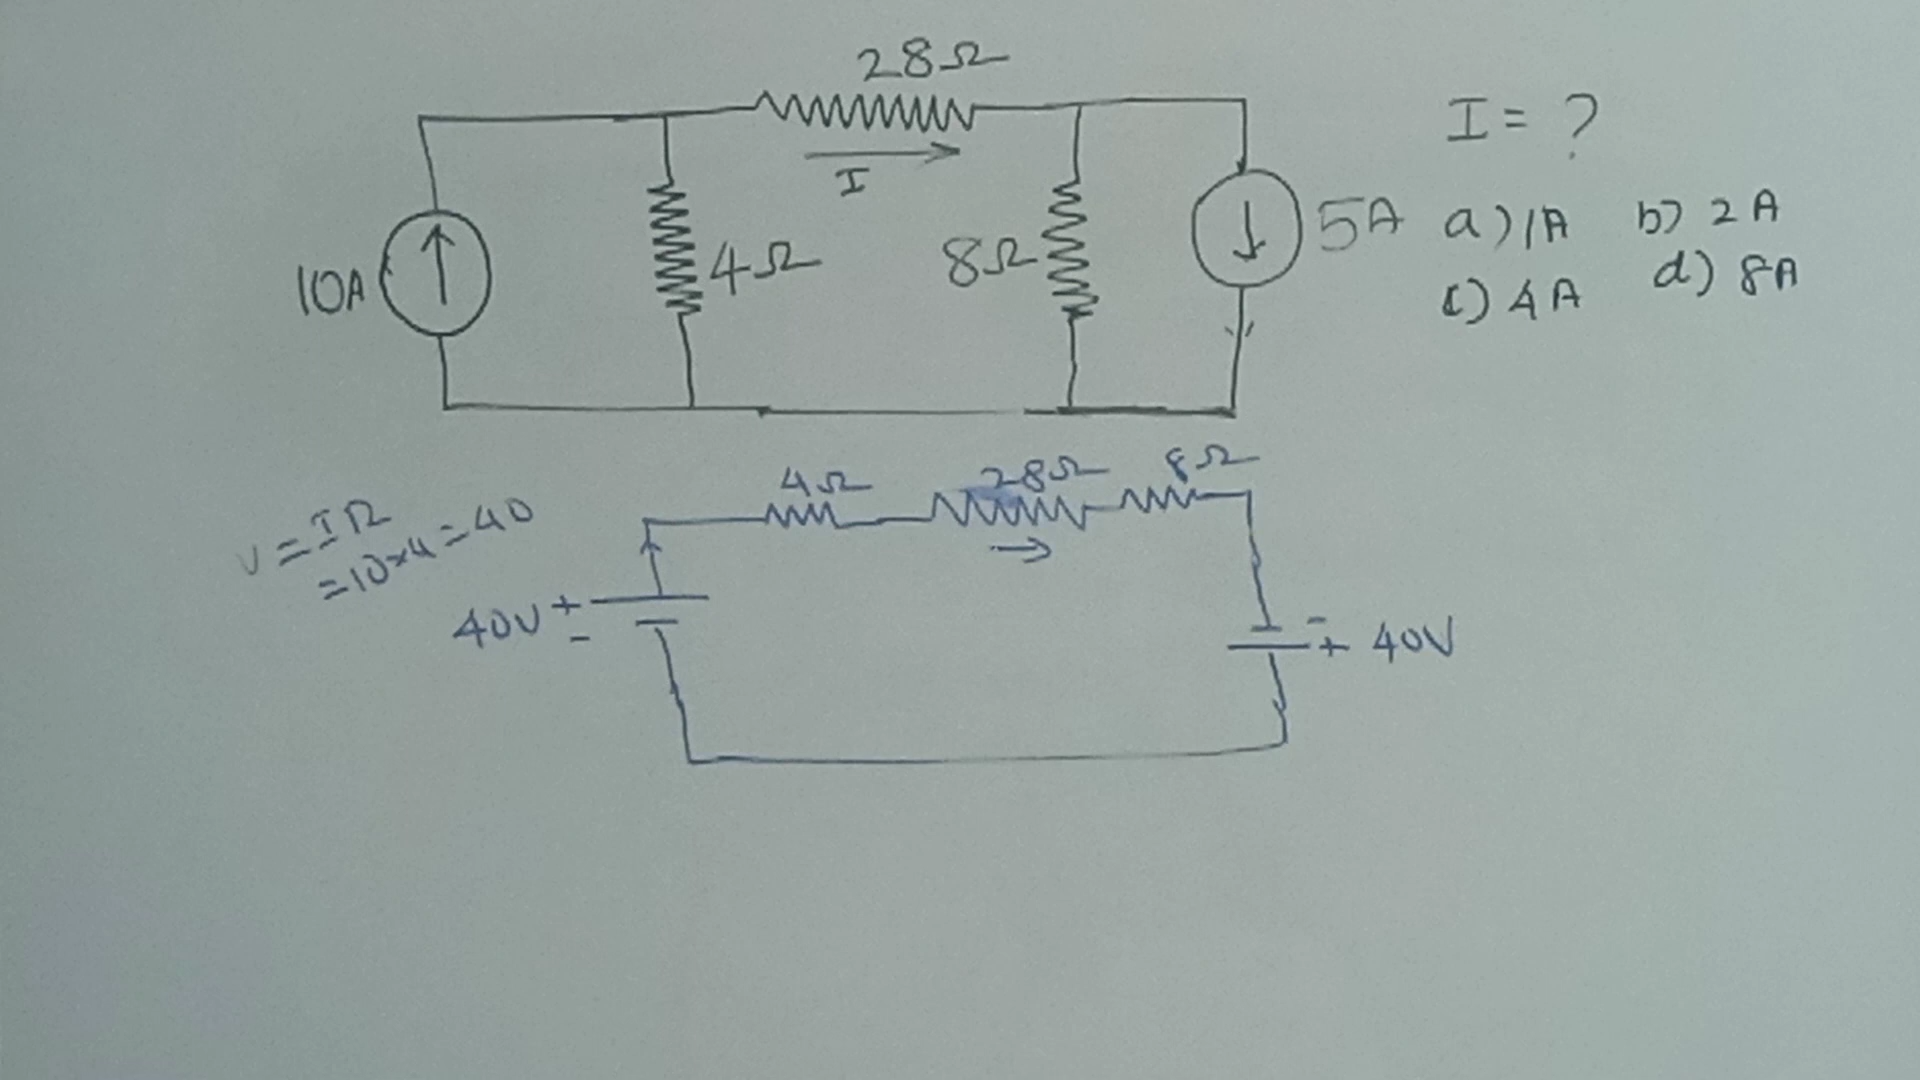 28Ω
I = ?
I
10A
4Ω
8Ω
5A
a) 1A b) 2A
c) 4A d) 8A
4Ω 28Ω 8Ω
V = IR
= 10×4 = 40
40V + -
- + 40V